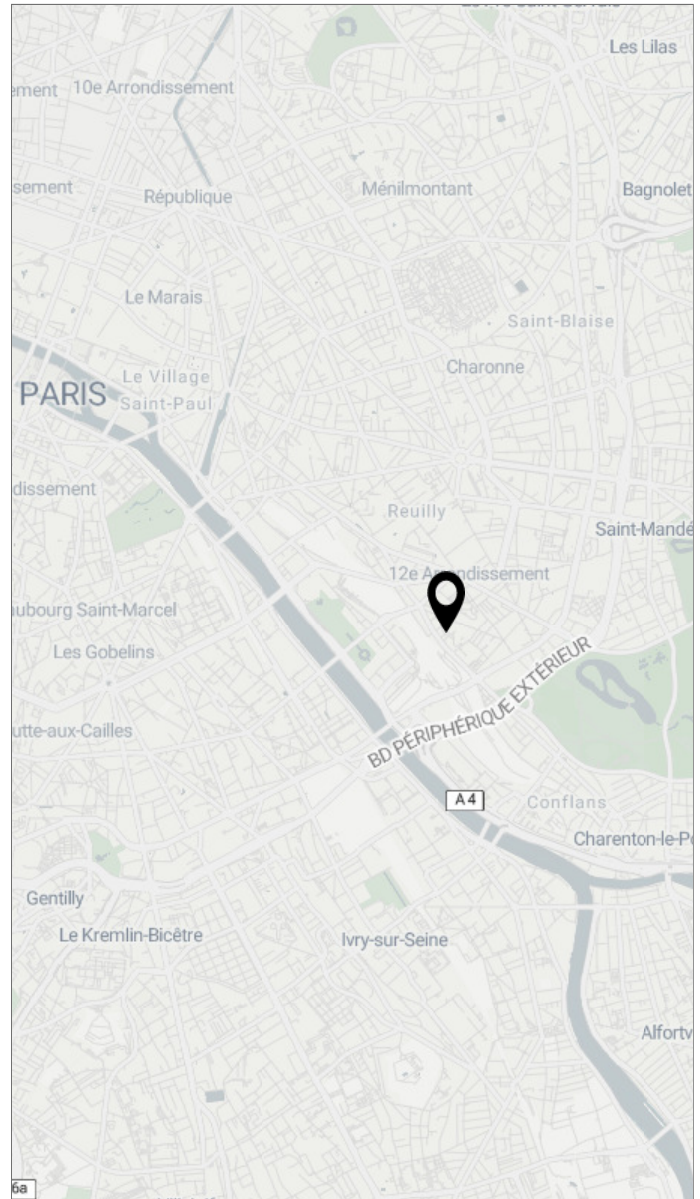 Les Lilas
ement
10e Arrondissement
sement
République
Ménilmontant
Bagnolet
Le Marais
Saint-Blaise
Charonne
Le Village
Saint-Paul
PARIS
dissement
Reuilly
Saint-Mandé
12e Arrondissement
ubourg Saint-Marcel
Les Gobelins
BD PÉRIPHÉRIQUE EXTÉRIEUR
utte-aux-Cailles
A 4
Conflans
Charenton-le-Po
Gentilly
Le Kremlin-Bicêtre
Ivry-sur-Seine
Alfortv
6a